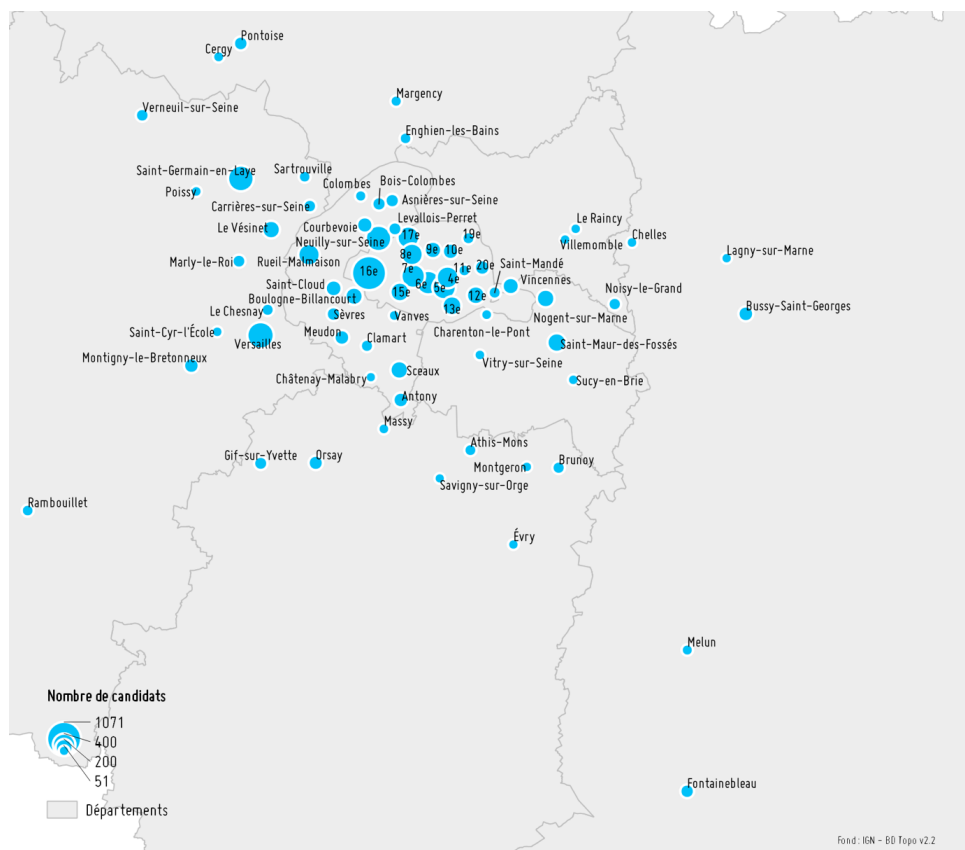 Pontoise
Cergy
Margency
Verneuil-sur-Seine
Enghien-les-Bains
Saint-Germain-en-Laye
Sartrouville
Colombes
Bois-Colombes
Poissy
Asnières-sur-Seine
Carrières-sur-Seine
Levallois-Perret
Le Raincy
Le Vésinet
Courbevoie
17e
19e
Neuilly-sur-Seine
Villemomble
Chelles
8e
9e
10e
Lagny-sur-Marne
Marly-le-Roi
Rueil-Malmaison
16e
7e
11e
20e
Saint-Mandé
Saint-Cloud
6e
5e
4e
Vincennes
Noisy-le-Grand
Boulogne-Billancourt
15e
12e
Bussy-Saint-Georges
Le Chesnay
Sèvres
Vanves
13e
Nogent-sur-Marne
Saint-Cyr-l'École
Versailles
Meudon
Clamart
Charenton-le-Pont
Saint-Maur-des-Fossés
Montigny-le-Bretonneux
Vitry-sur-Seine
Châtenay-Malabry
Sceaux
Sucy-en-Brie
Antony
Massy
Athis-Mons
Gif-sur-Yvette
Orsay
Montgeron
Brunoy
Savigny-sur-Orge
Rambouillet
Évry
Melun
Nombre de candidats
1071
400
200
51
Fontainebleau
Départements
Fond : IGN - BD Topo v2.2